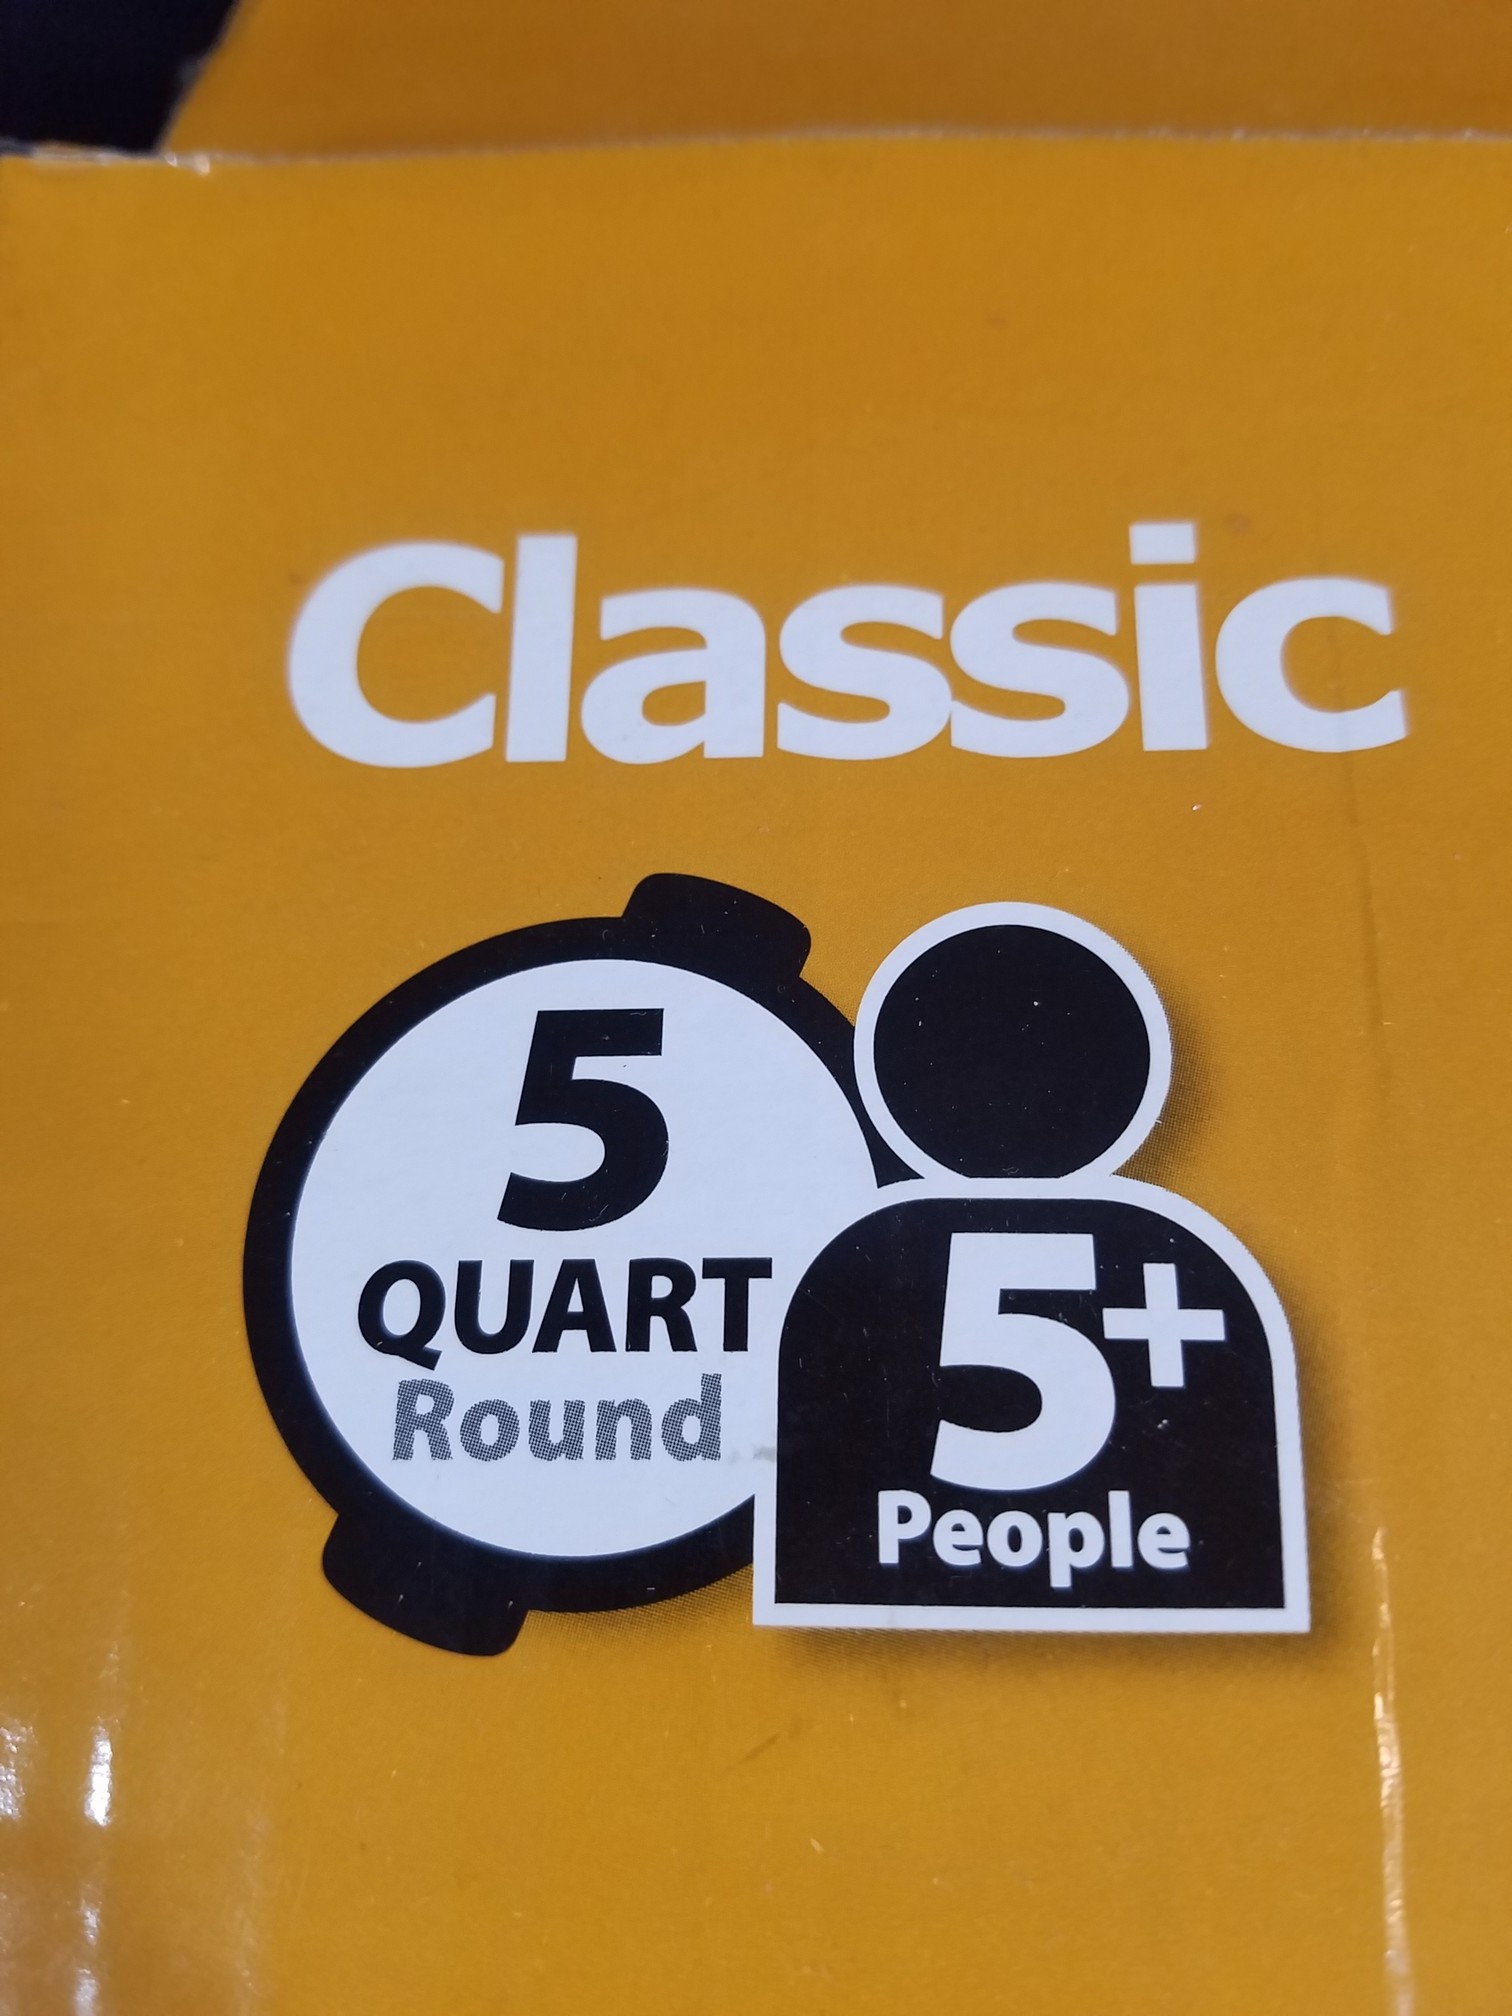 Classic
5
QUART
Round
5+
People